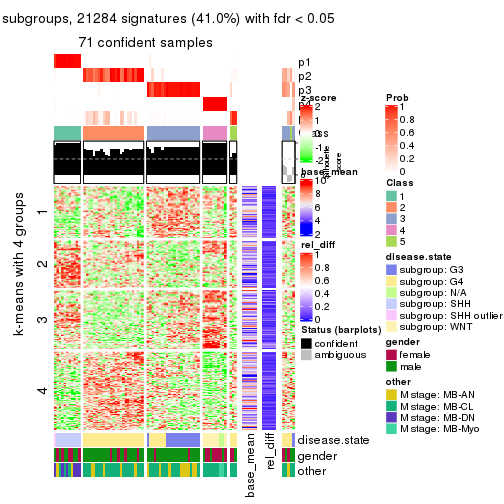 subgroups, 21284 signatures (41.0%) with fdr < 0.05
71 confident samples
p1
p2
p3
p4
z-score
2
1
0
-1
-2
Class
Silhouette
score
base_mean
10
8
6
4
2
rel_diff
1
0.8
0.6
0.4
0.2
0
Status (barplots)
confident
ambiguous
Prob
1
0.8
0.6
0.4
0.2
0
Class
1
2
3
4
5
disease.state
subgroup: G3
subgroup: G4
subgroup: N/A
subgroup: SHH
subgroup: SHH outlier
subgroup: WNT
gender
female
male
other
M stage: MB-AN
M stage: MB-CL
M stage: MB-DN
M stage: MB-Myo
k-means with 4 groups
1
2
3
4
base_mean
rel_diff
disease.state
gender
other